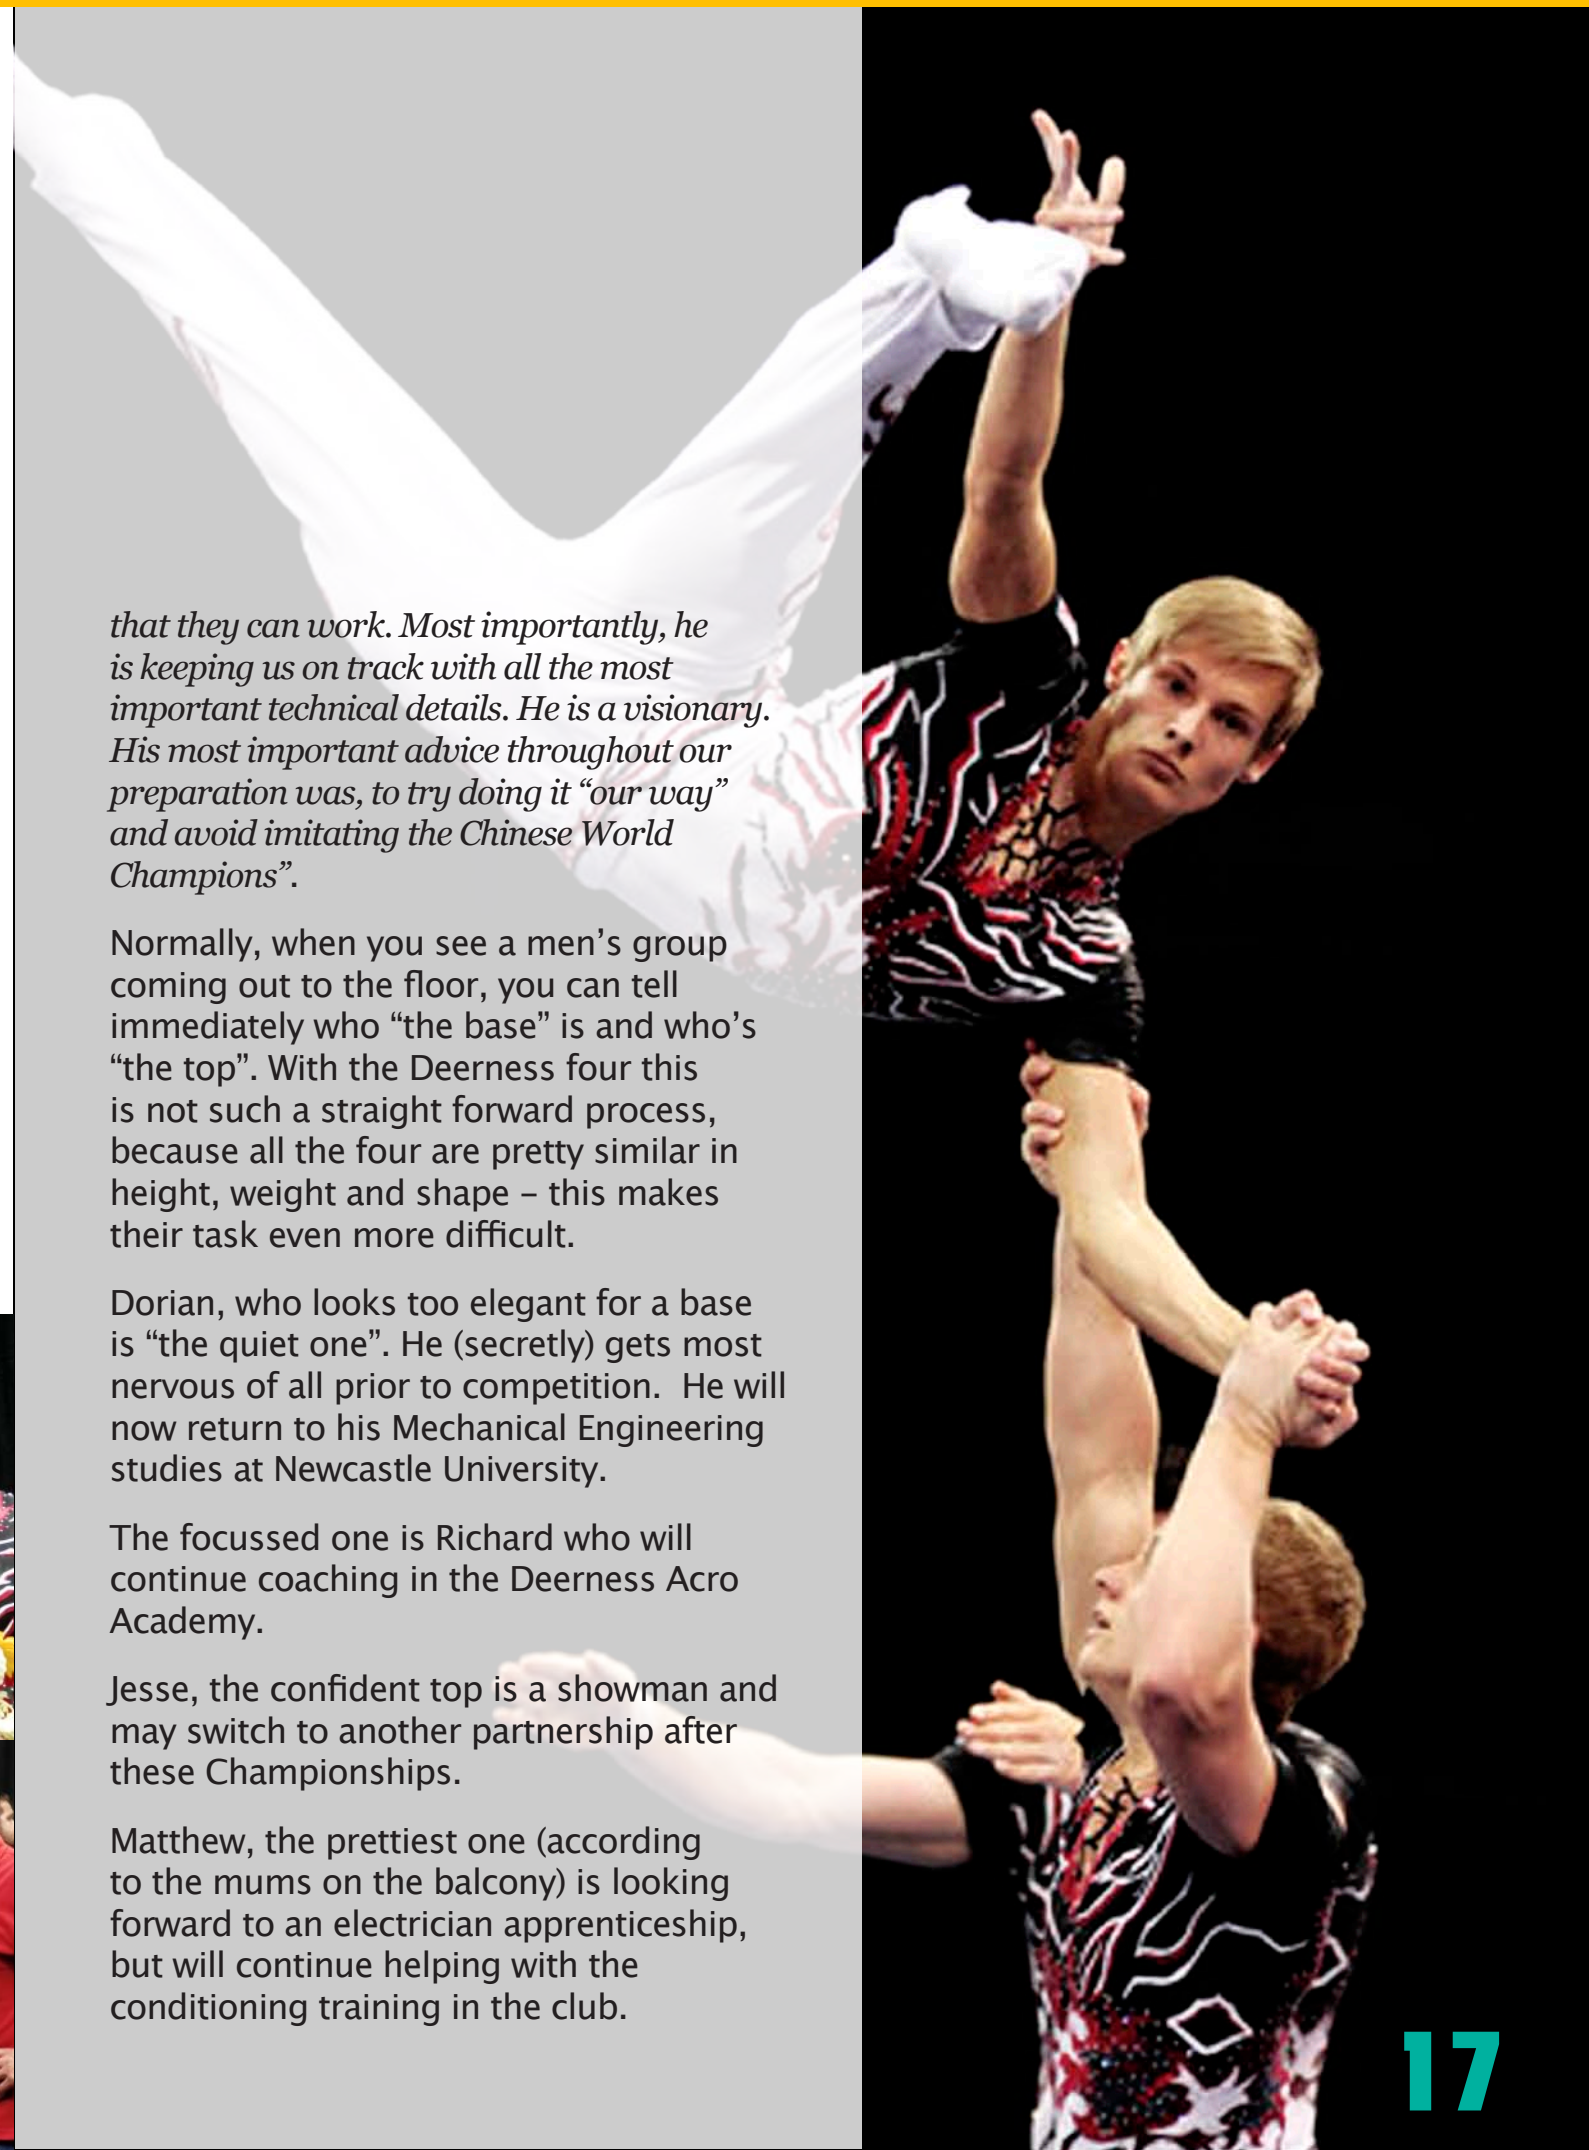 that they can work. Most importantly, he
is keeping us on track with all the most
important technical details. He is a visionary.
His most important advice throughout our
preparation was, to try doing it “our way”
and avoid imitating the Chinese World
Champions”.
Normally, when you see a men’s group
coming out to the floor, you can tell
immediately who “the base” is and who’s
“the top”. With the Deerness four this
is not such a straight forward process,
because all the four are pretty similar in
height, weight and shape – this makes
their task even more difficult.
Dorian, who looks too elegant for a base
is “the quiet one”. He (secretly) gets most
nervous of all prior to competition.  He will
now return to his Mechanical Engineering
studies at Newcastle University.
The focussed one is Richard who will
continue coaching in the Deerness Acro
Academy.
Jesse, the confident top is a showman and
may switch to another partnership after
these Championships.
Matthew, the prettiest one (according
to the mums on the balcony) is looking
forward to an electrician apprenticeship,
but will continue helping with the
conditioning training in the club.
17